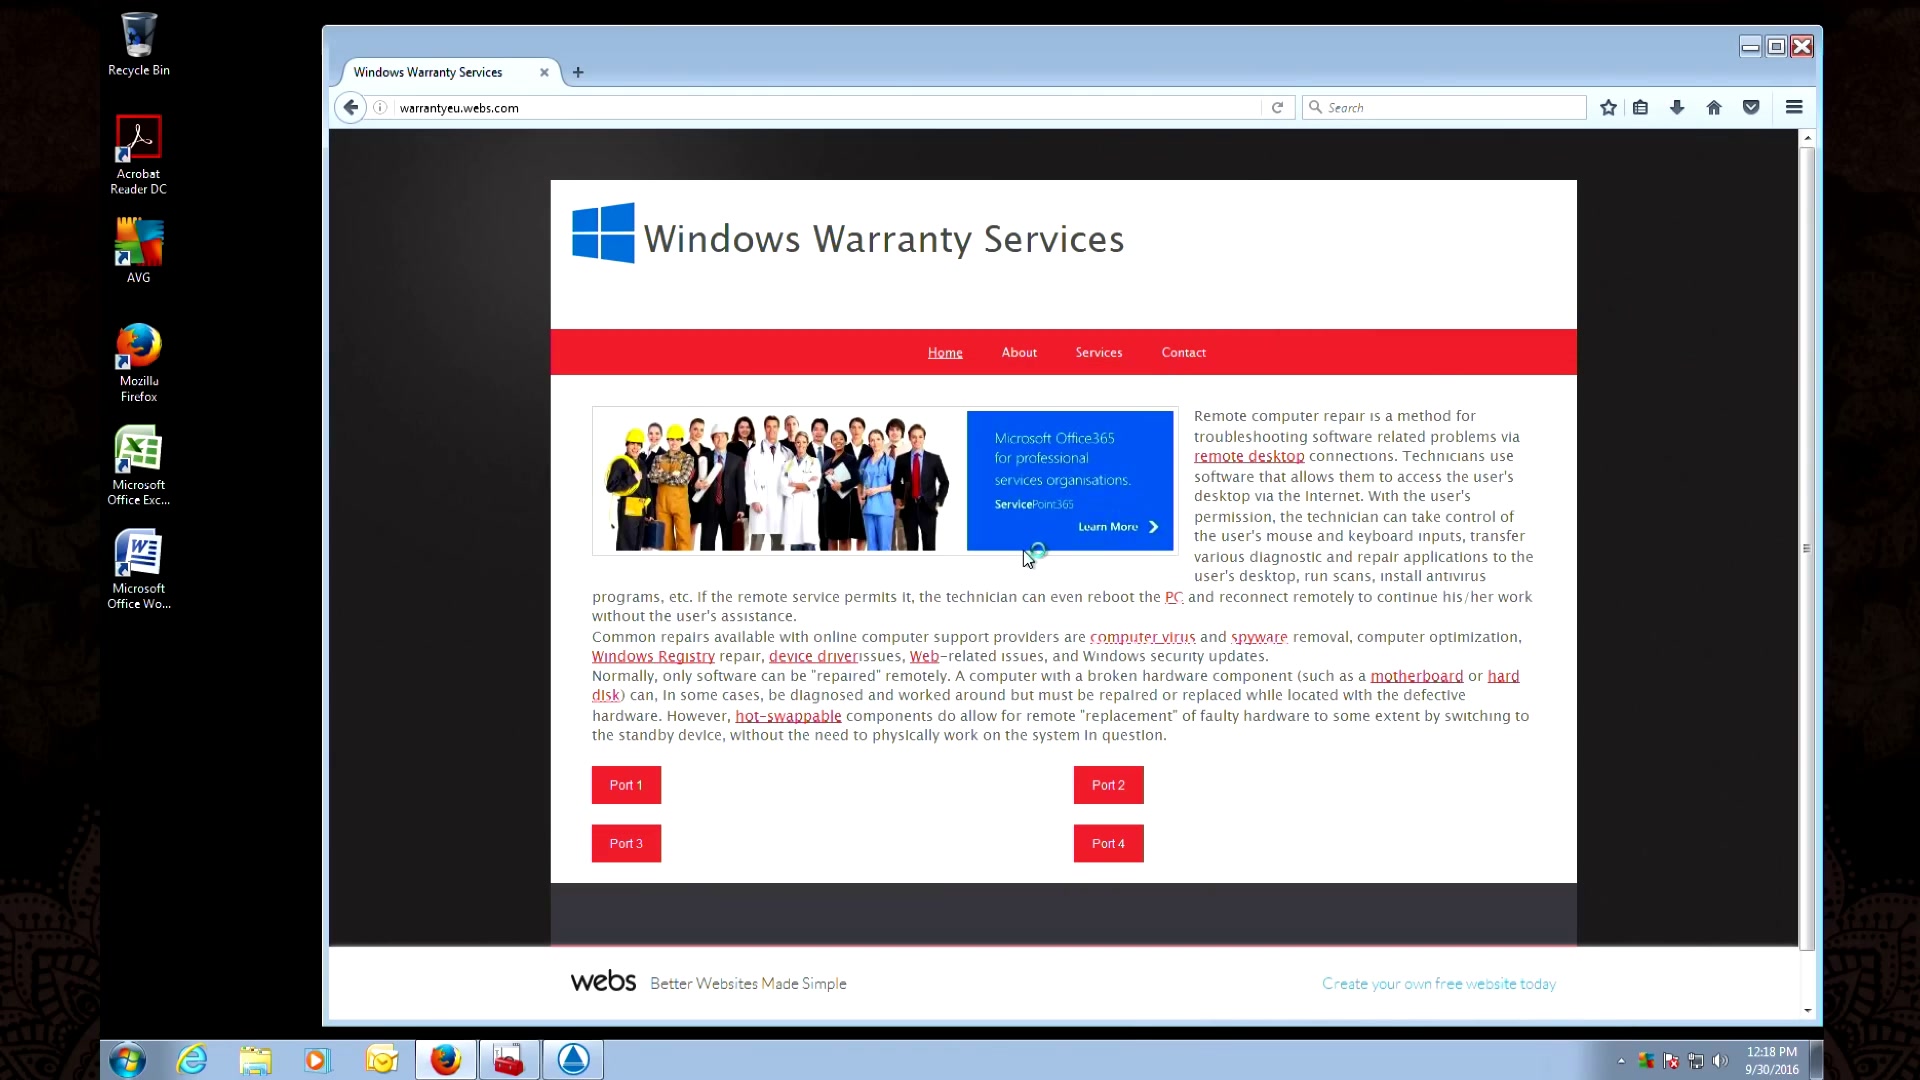 Recycle Bin
Acrobat
Reader DC
AVG
Mozilla
Firefox
Microsoft
Office Exc...
Microsoft
Office Wo...
Windows Warranty Services
warrantyeu.webs.com
Search
Windows Warranty Services
Home About Services Contact
Microsoft Office365
for professional
services organisations.
ServicePoint365
Learn More
Remote computer repair is a method for
troubleshooting software related problems via
remote desktop connections. Technicians use
software that allows them to access the user's
desktop via the Internet. With the user's
permission, the technician can take control of
the user's mouse and keyboard inputs, transfer
various diagnostic and repair applications to the
user's desktop, run scans, install antivirus
programs, etc. If the remote service permits it, the technician can even reboot the PC and reconnect remotely to continue his/her work
without the user's assistance.
Common repairs available with online computer support providers are computer virus and spyware removal, computer optimization,
Windows Registry repair, device driverissues, Web-related issues, and Windows security updates.
Normally, only software can be "repaired" remotely. A computer with a broken hardware component (such as a motherboard or hard
disk) can, in some cases, be diagnosed and worked around but must be repaired or replaced while located with the defective
hardware. However, hot-swappable components do allow for remote "replacement" of faulty hardware to some extent by switching to
the standby device, without the need to physically work on the system in question.
Port 1 Port 2
Port 3 Port 4
webs Better Websites Made Simple
Create your own free website today
12:18 PM
9/30/2016